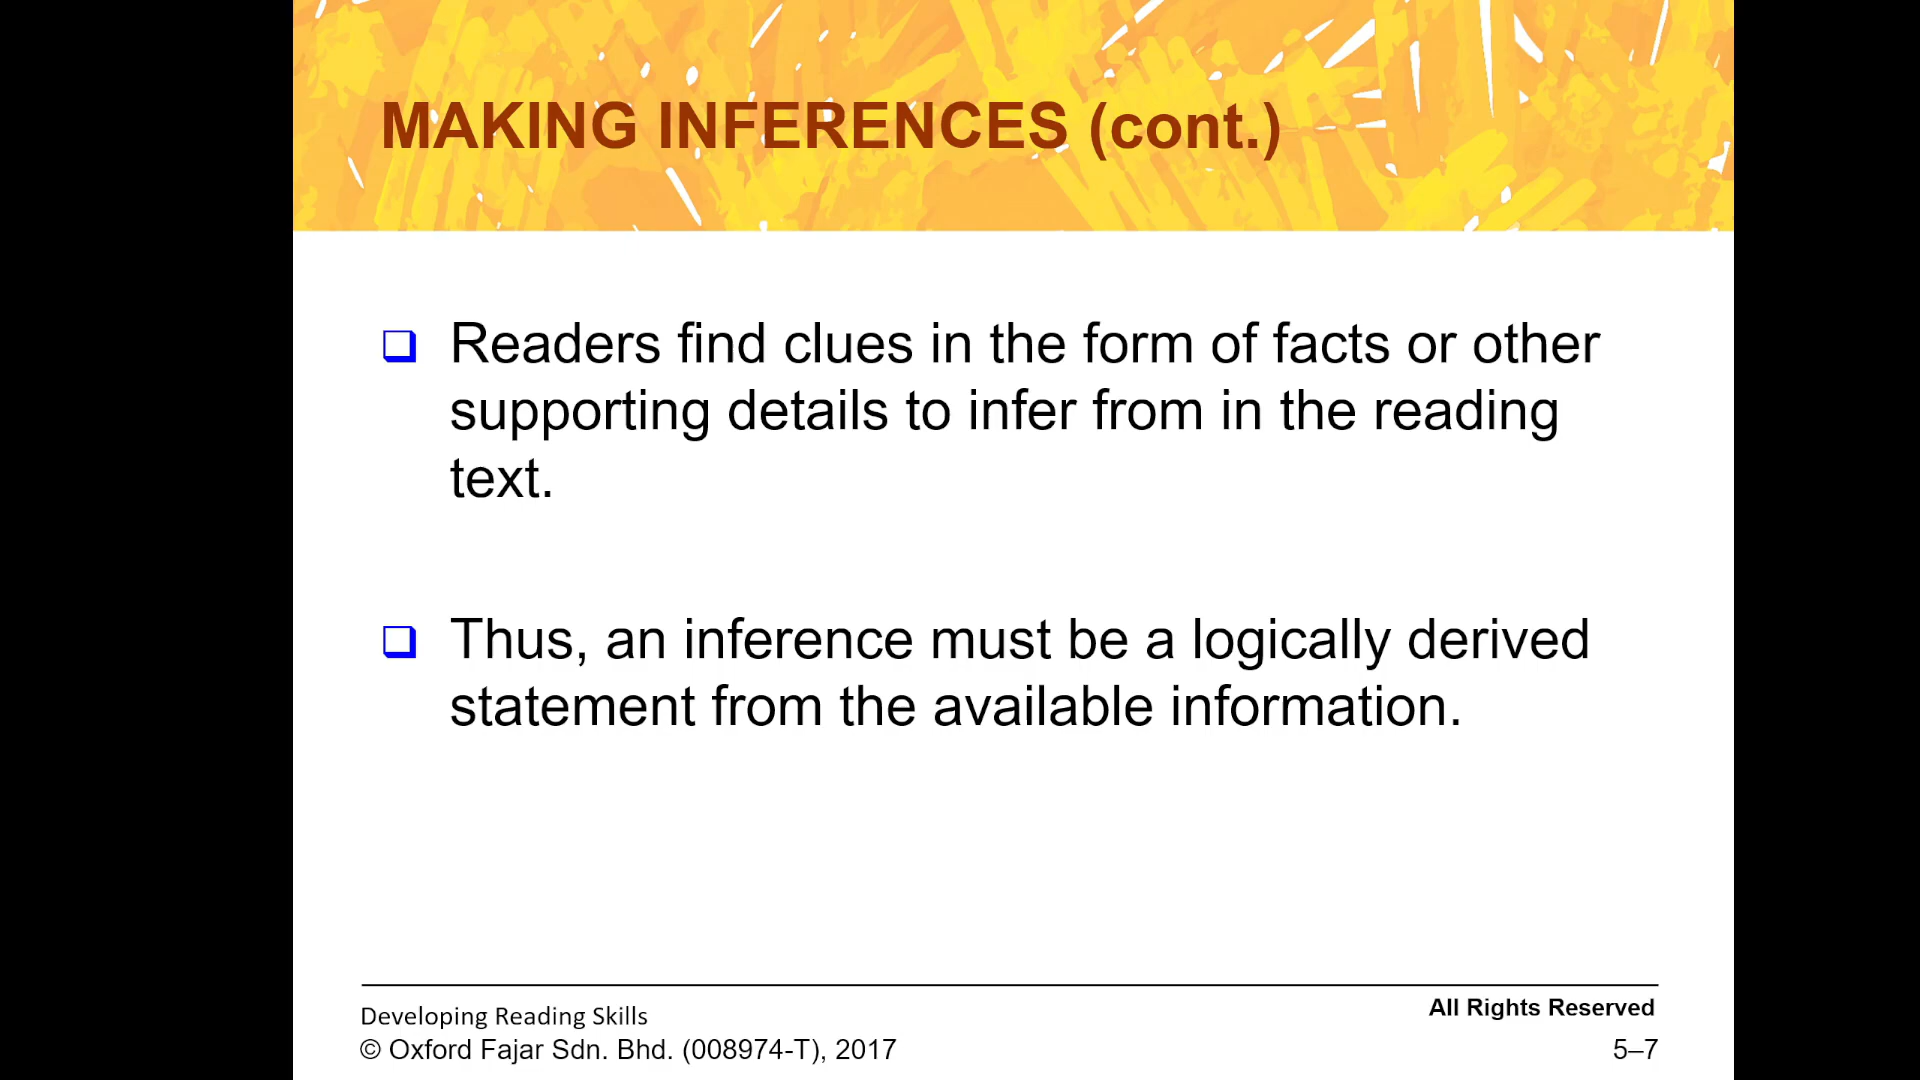 MAKING INFERENCES (cont.)
Readers find clues in the form of facts or other
supporting details to infer from in the reading
text.
Thus, an inference must be a logically derived
statement from the available information.
Developing Reading Skills
© Oxford Fajar Sdn. Bhd. (008974-T), 2017
All Rights Reserved
5–7